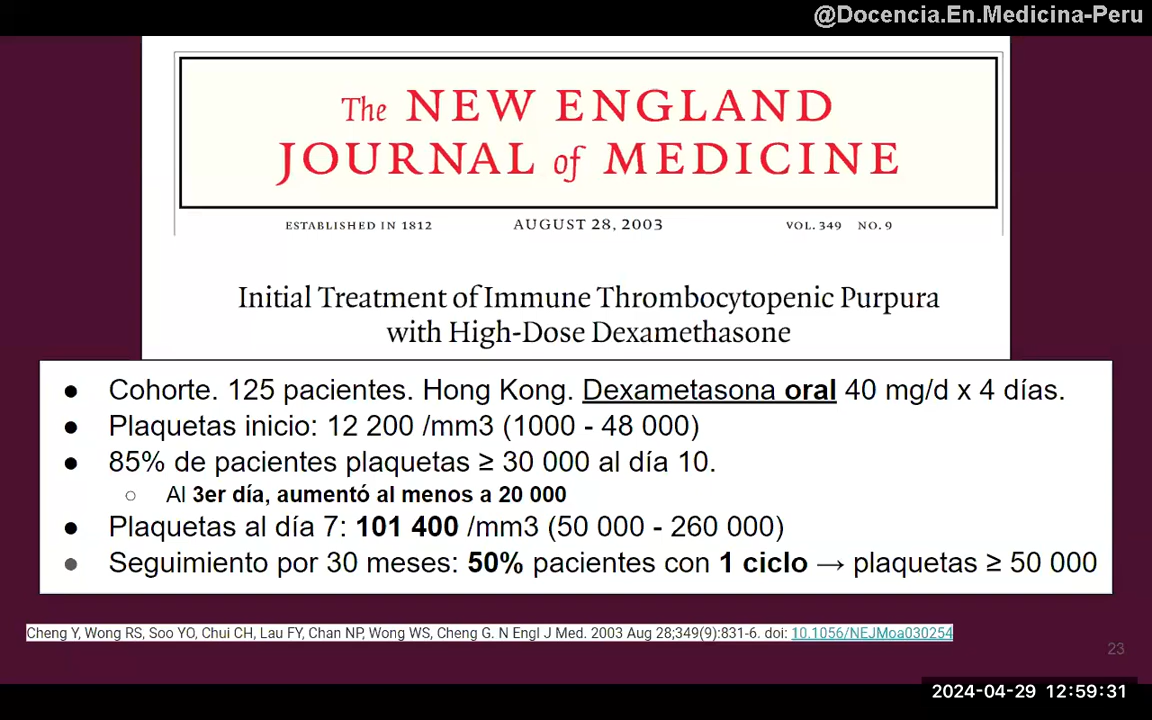 @Docencia.En.Medicina-Peru
The NEW ENGLAND
JOURNAL of MEDICINE
ESTABLISHED IN 1812 AUGUST 28, 2003 VOL. 349 NO. 9
Initial Treatment of Immune Thrombocytopenic Purpura
with High-Dose Dexamethasone
● Cohorte. 125 pacientes. Hong Kong. Dexametasona oral 40 mg/d x 4 días.
● Plaquetas inicio: 12 200 /mm3 (1000 - 48 000)
● 85% de pacientes plaquetas ≥ 30 000 al día 10.
○ Al 3er día, aumentó al menos a 20 000
● Plaquetas al día 7: 101 400 /mm3 (50 000 - 260 000)
● Seguimiento por 30 meses: 50% pacientes con 1 ciclo → plaquetas ≥ 50 000
Cheng Y, Wong RS, Soo YO, Chui CH, Lau FY, Chan NP, Wong WS, Cheng G. N Engl J Med. 2003 Aug 28;349(9):831-6. doi: 10.1056/NEJMoa030254
23
2024-04-29 12:59:31